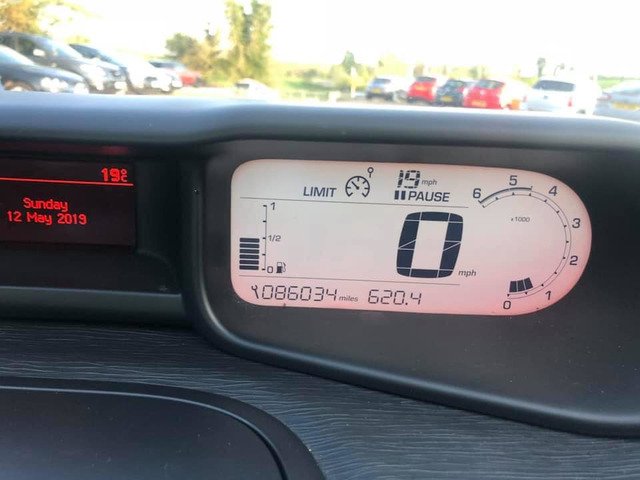 19°C
Sunday
12 May 2019
LIMIT 19 mph
PAUSE
1
1/2
0
0 mph
086034 miles 620.4
6 5 4 3 2 1 0
x1000